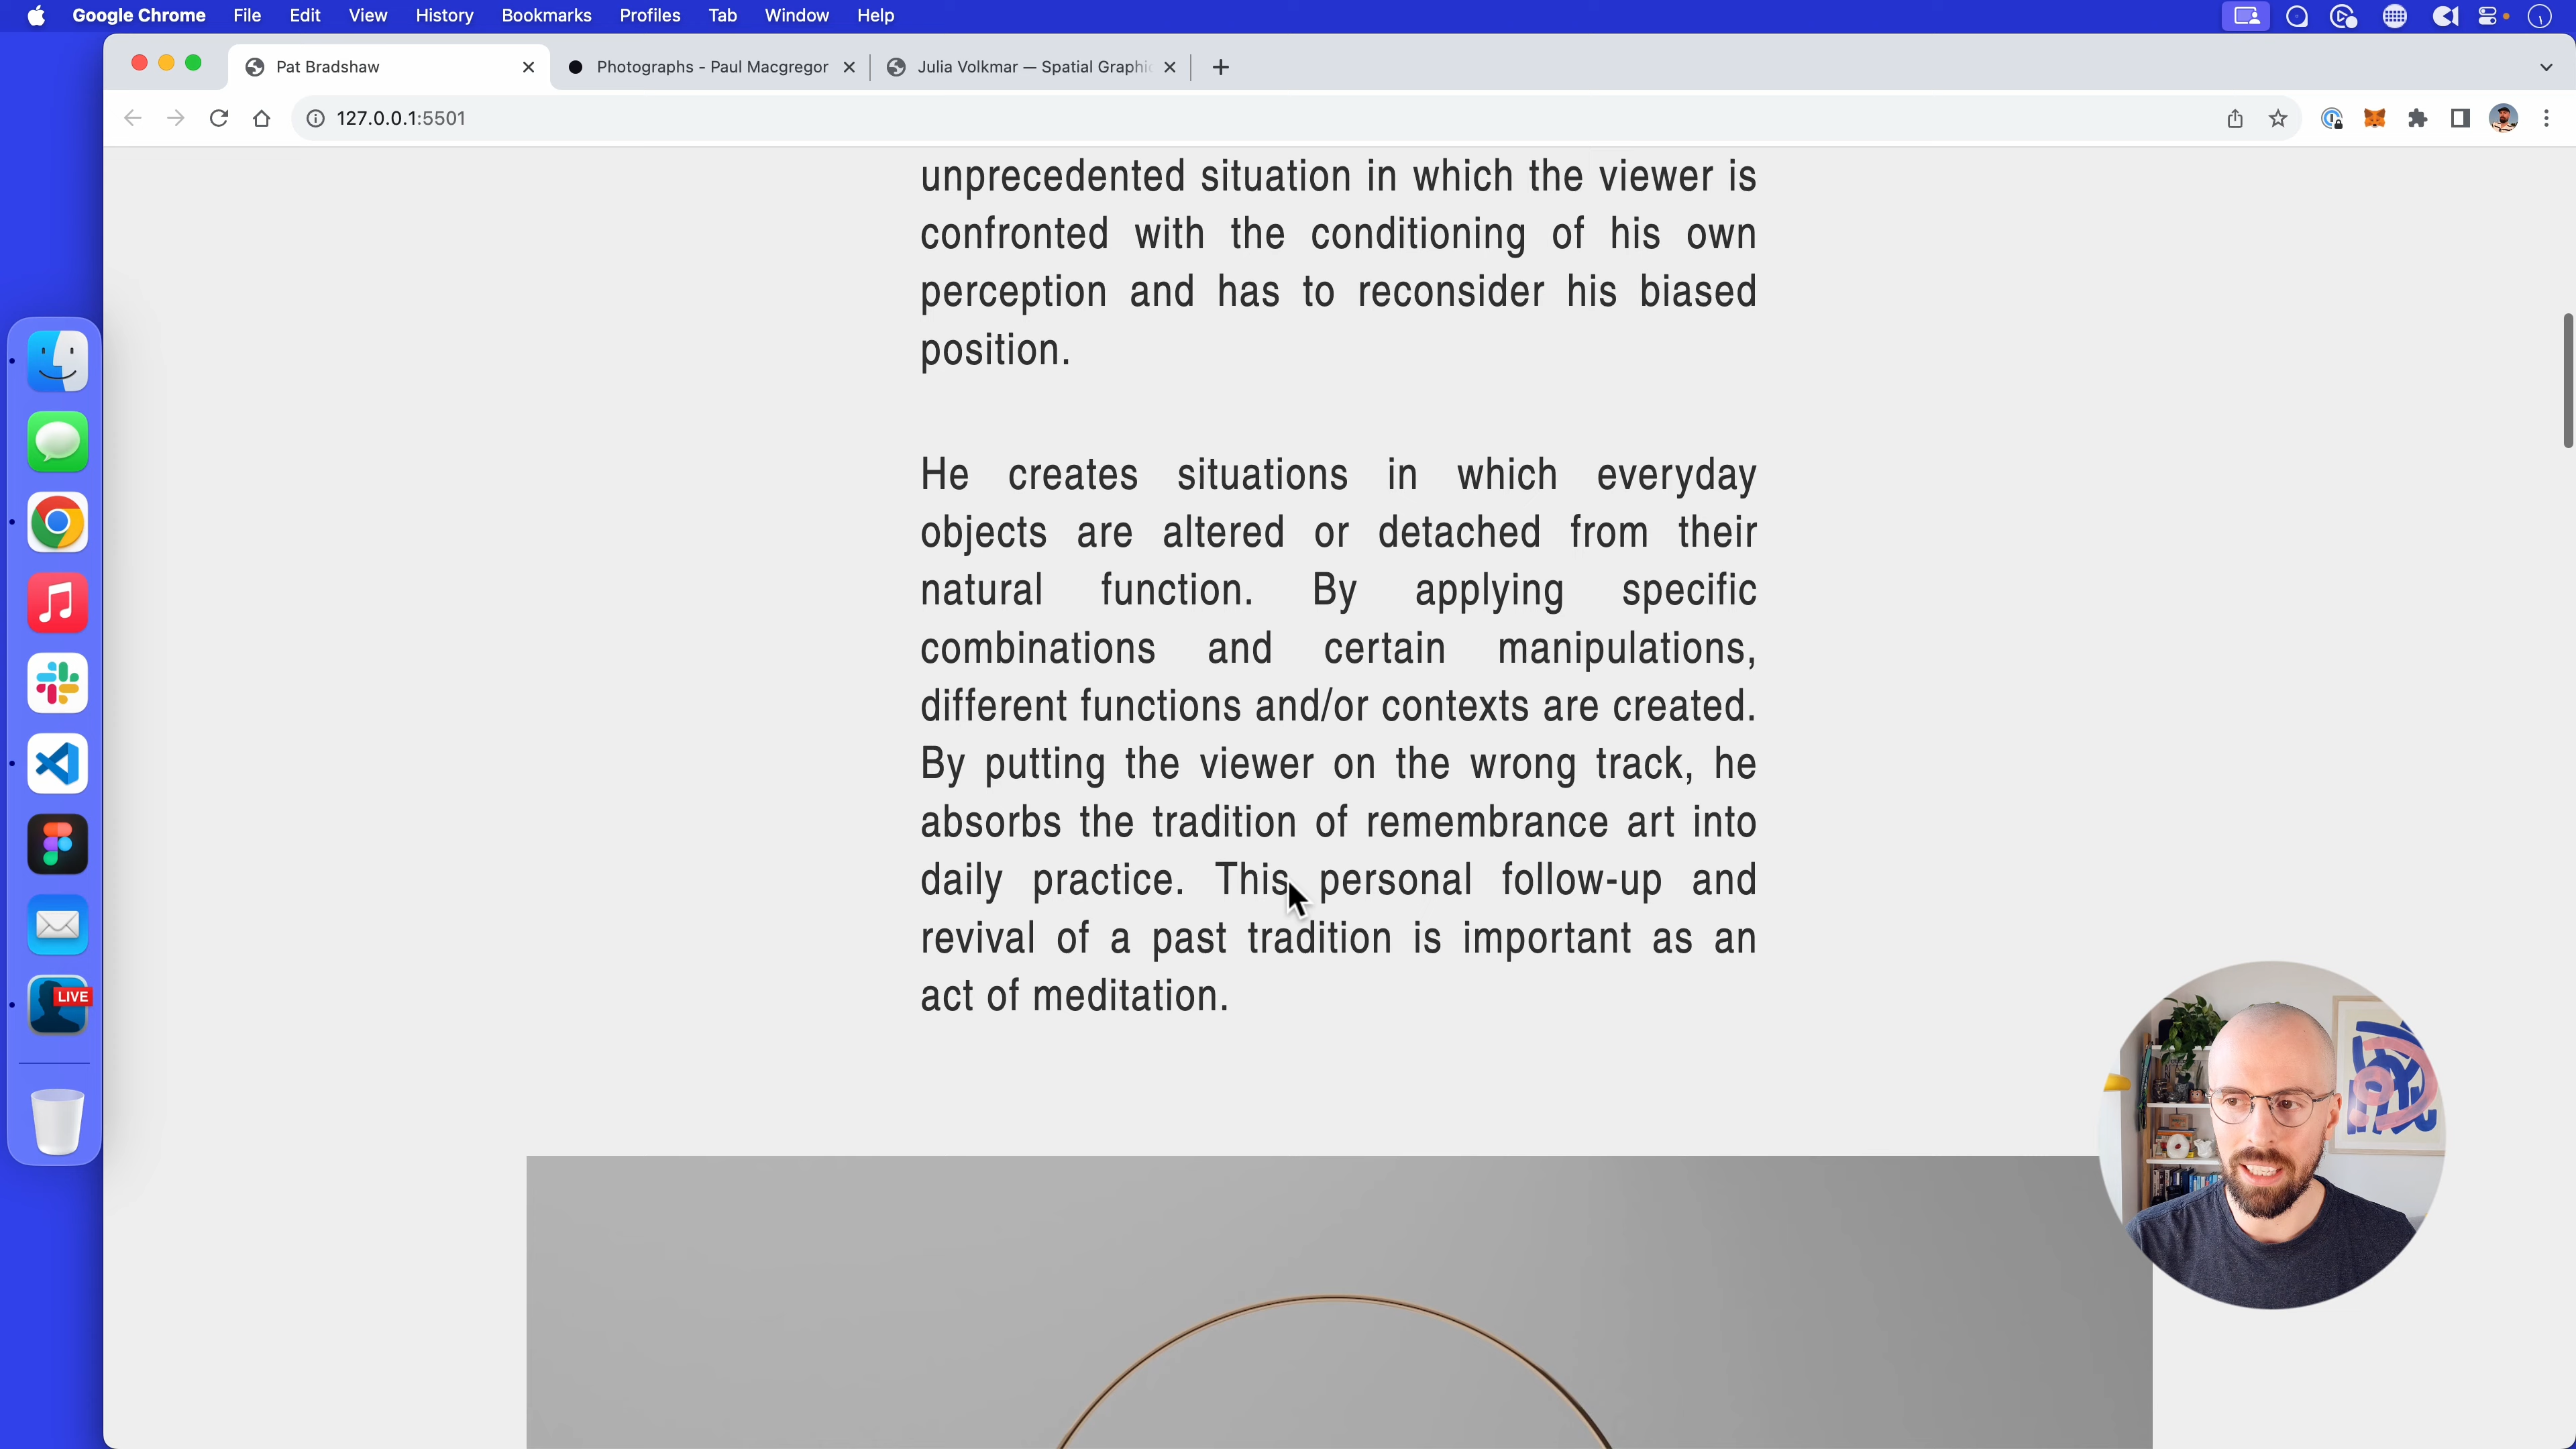 Google Chrome File Edit View History Bookmarks Profiles Tab Window Help
Pat Bradshaw
Photographs - Paul Macgregor
Julia Volkmar — Spatial Graphic
127.0.0.1:5501
unprecedented situation in which the viewer is
confronted with the conditioning of his own
perception and has to reconsider his biased
position.
He creates situations in which everyday
objects are altered or detached from their
natural function. By applying specific
combinations and certain manipulations,
different functions and/or contexts are created.
By putting the viewer on the wrong track, he
absorbs the tradition of remembrance art into
daily practice. This personal follow-up and
revival of a past tradition is important as an
act of meditation.
LIVE